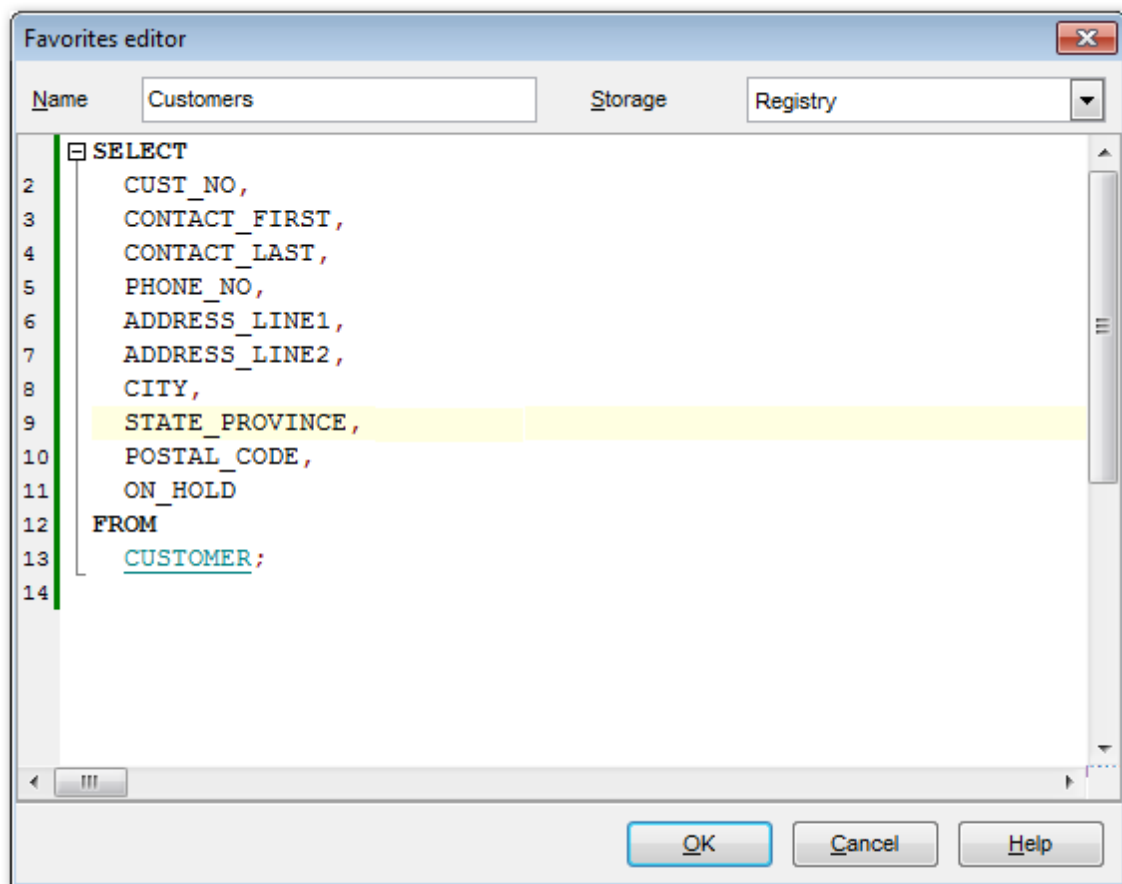 Favorites editor
Name Customers Storage Registry
SELECT
2 CUST_NO,
3 CONTACT_FIRST,
4 CONTACT_LAST,
5 PHONE_NO,
6 ADDRESS_LINE1,
7 ADDRESS_LINE2,
8 CITY,
9 STATE_PROVINCE,
10 POSTAL_CODE,
11 ON_HOLD
12 FROM
13 CUSTOMER;
14
OK Cancel Help